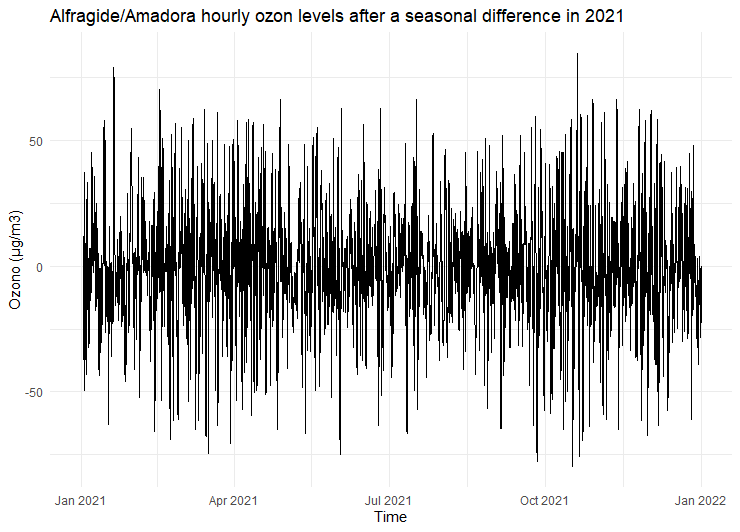 Alfragide/Amadora hourly ozon levels after a seasonal difference in 2021
Ozono (µg/m3)
50
0
-50
Jan 2021
Apr 2021
Jul 2021
Oct 2021
Jan 2022
Time